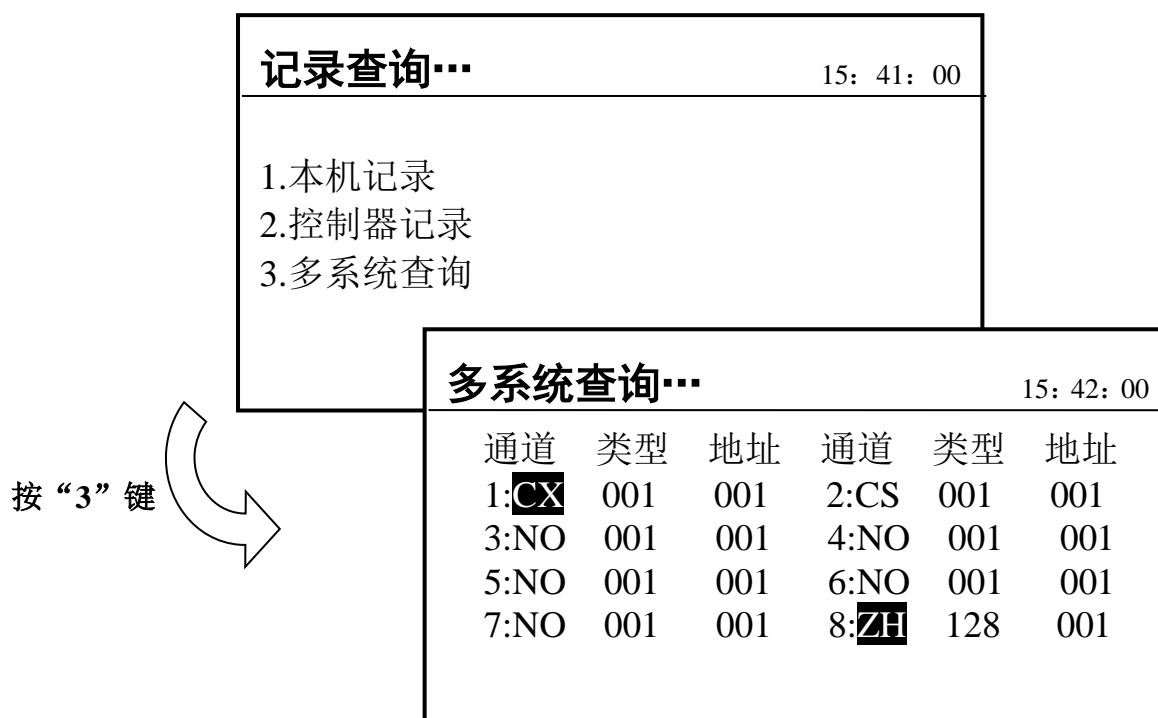 记录查询… 15：41：00
1.本机记录
2.控制器记录
3.多系统查询
按“3”键
多系统查询… 15：42：00
通道 类型 地址 通道 类型 地址
1:CX 001 001 2:CS 001 001
3:NO 001 001 4:NO 001 001
5:NO 001 001 6:NO 001 001
7:NO 001 001 8:ZH 128 001